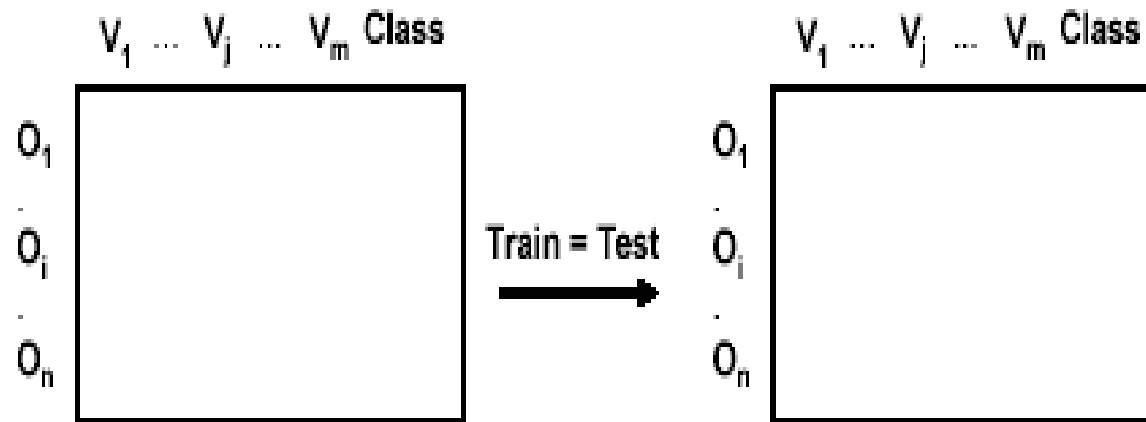 V₁ ... Vⱼ ... Vₘ Class
O₁
.
Oᵢ
.
Oₙ
Train = Test
V₁ ... Vⱼ ... Vₘ Class
O₁
.
Oᵢ
.
Oₙ